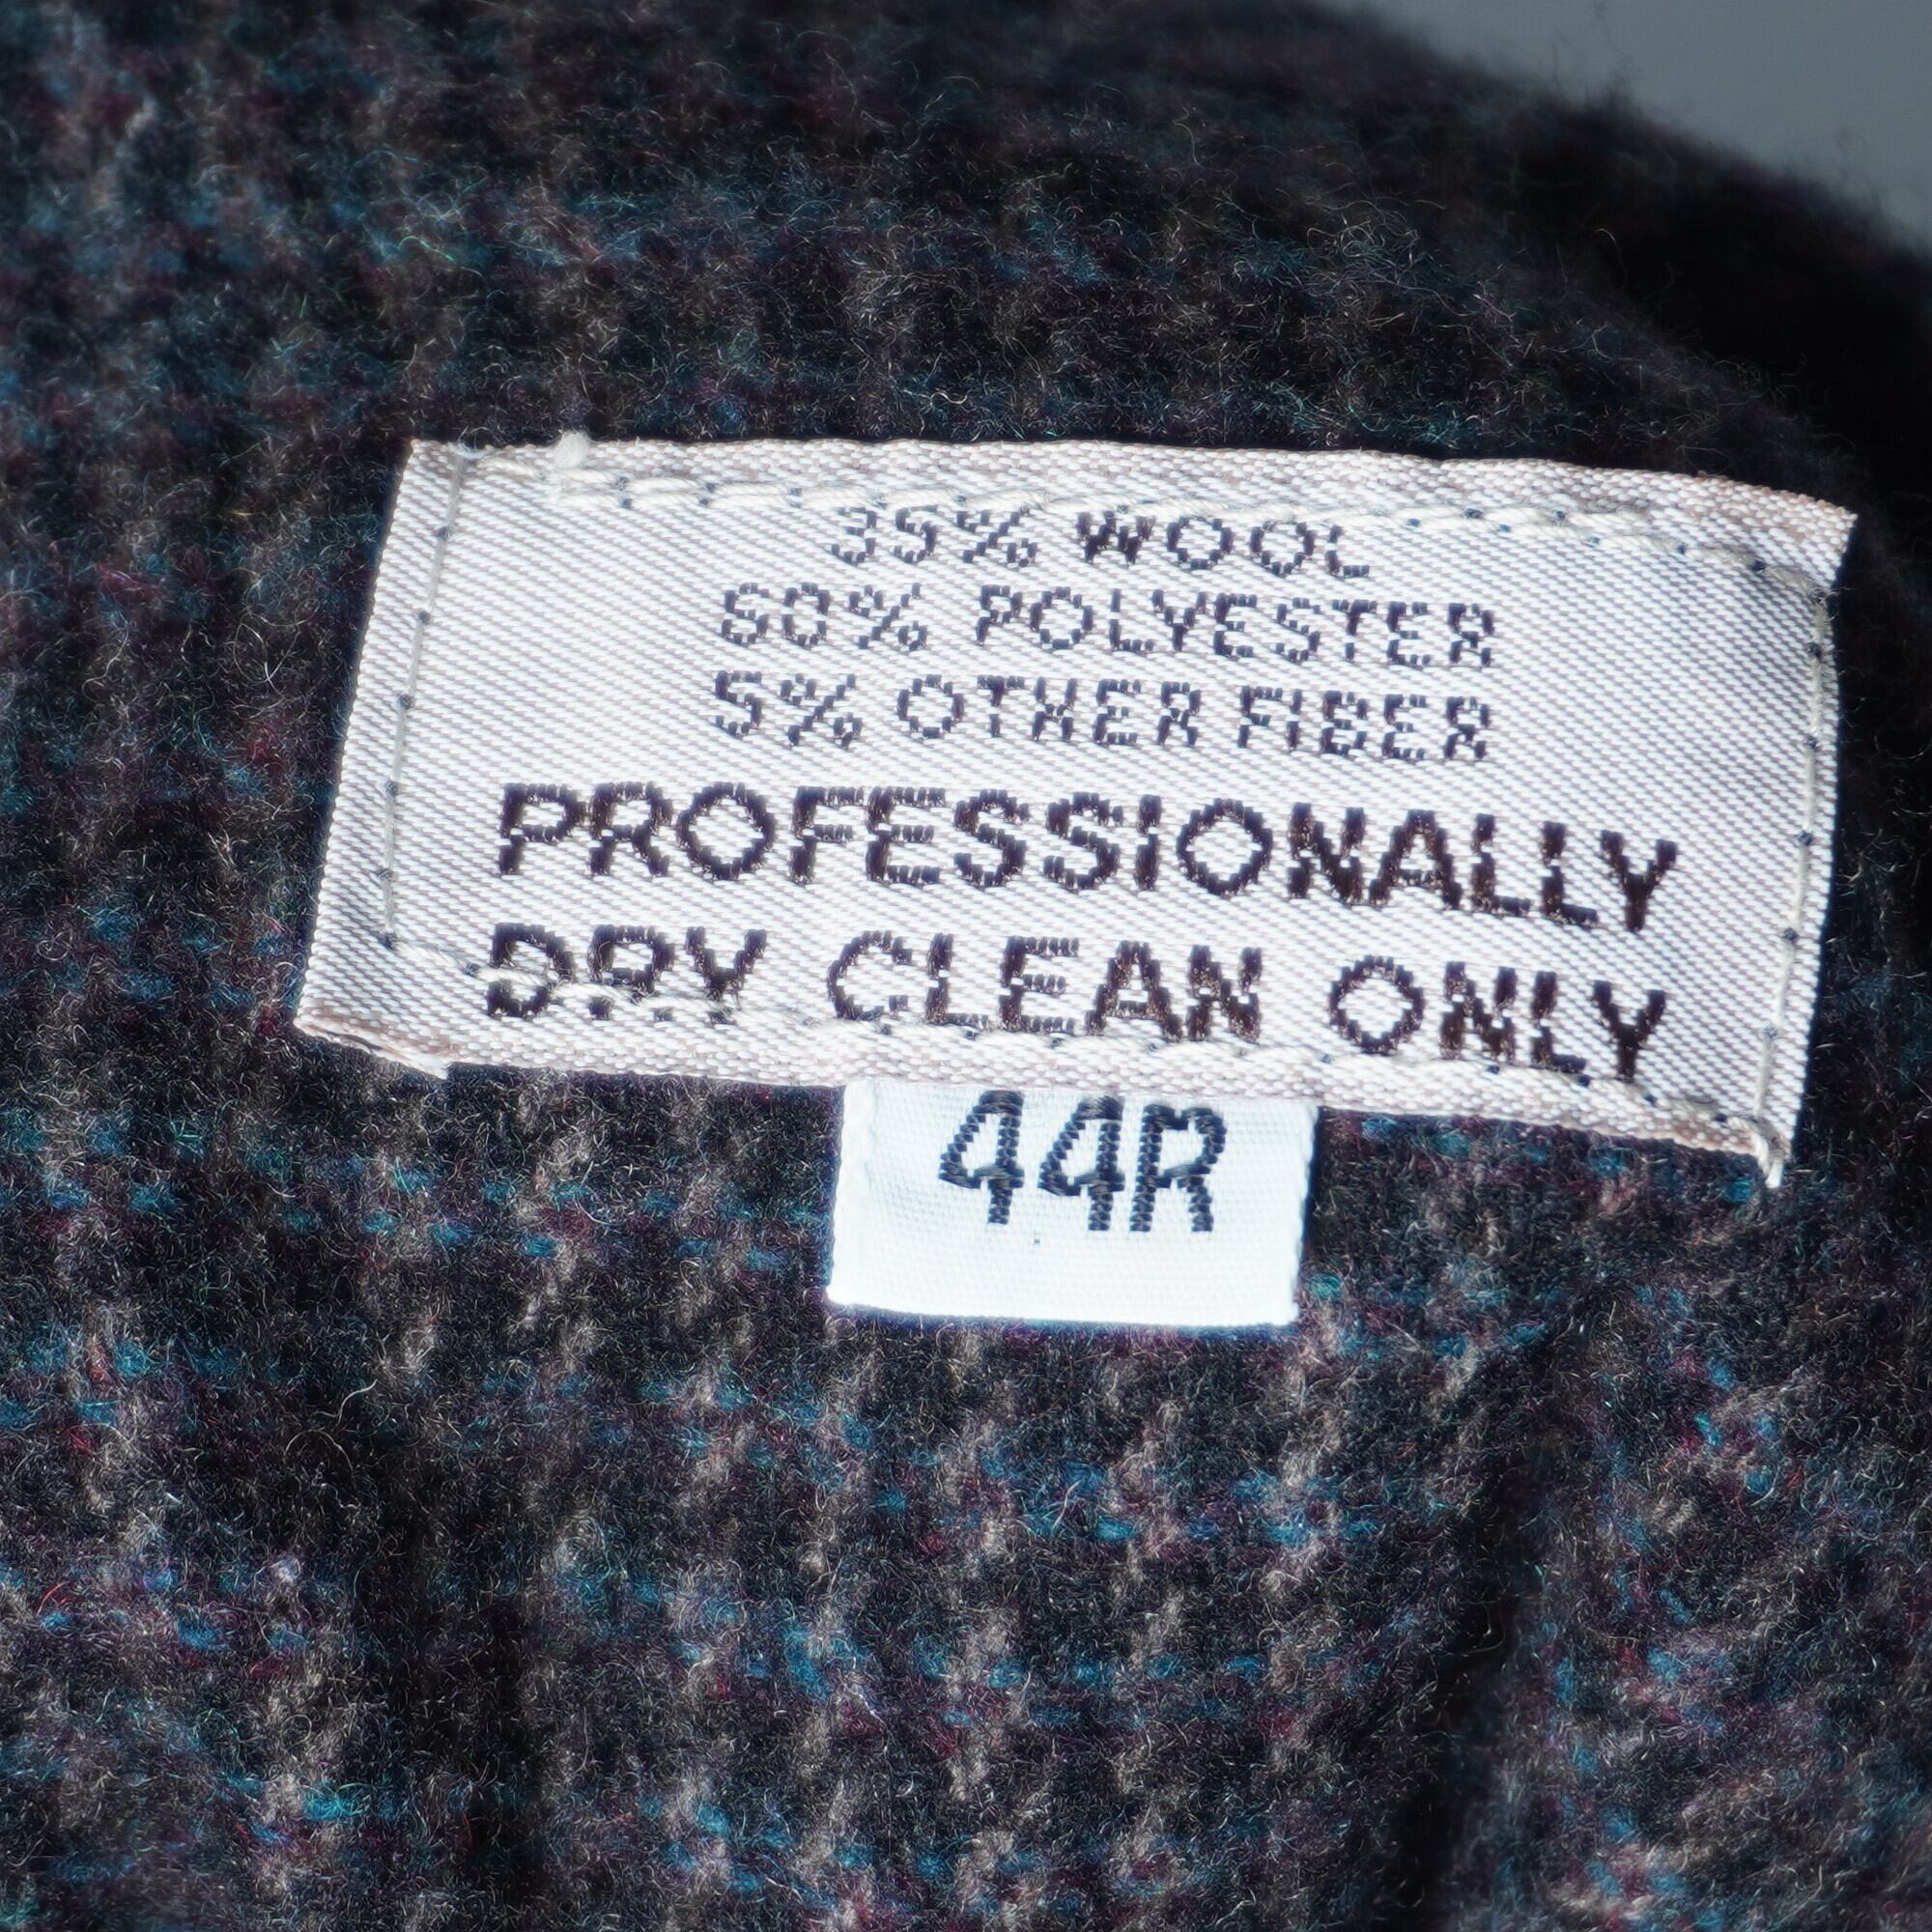 35% WOOL
60% POLYESTER
5% OTHER FIBER
PROFESSIONALLY
DRY CLEAN ONLY
44R